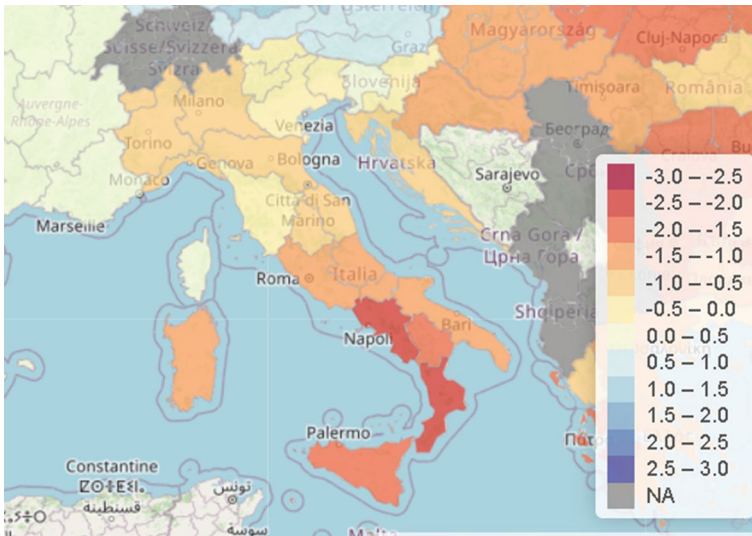 Österreich
Schweiz/
Suisse/Svizzera
Svizra
Graz
Magyarország
Cluj-Napoca
Auvergne-
Rhône-Alpes
Slovenija
Milano
Timișoara
România
Torino
Venezia
Београд
Genova
Bologna
Hrvatska
Monaco
Sarajevo
Città di San
Marino
Marseille
Crna Gora /
Црна Гора
Roma
Italia
Shqipëria
Bari
Napoli
Palermo
Constantine
تونس
قسنطينة
سوسة
Malta
-3.0 – -2.5
-2.5 – -2.0
-2.0 – -1.5
-1.5 – -1.0
-1.0 – -0.5
-0.5 – 0.0
0.0 – 0.5
0.5 – 1.0
1.0 – 1.5
1.5 – 2.0
2.0 – 2.5
2.5 – 3.0
NA